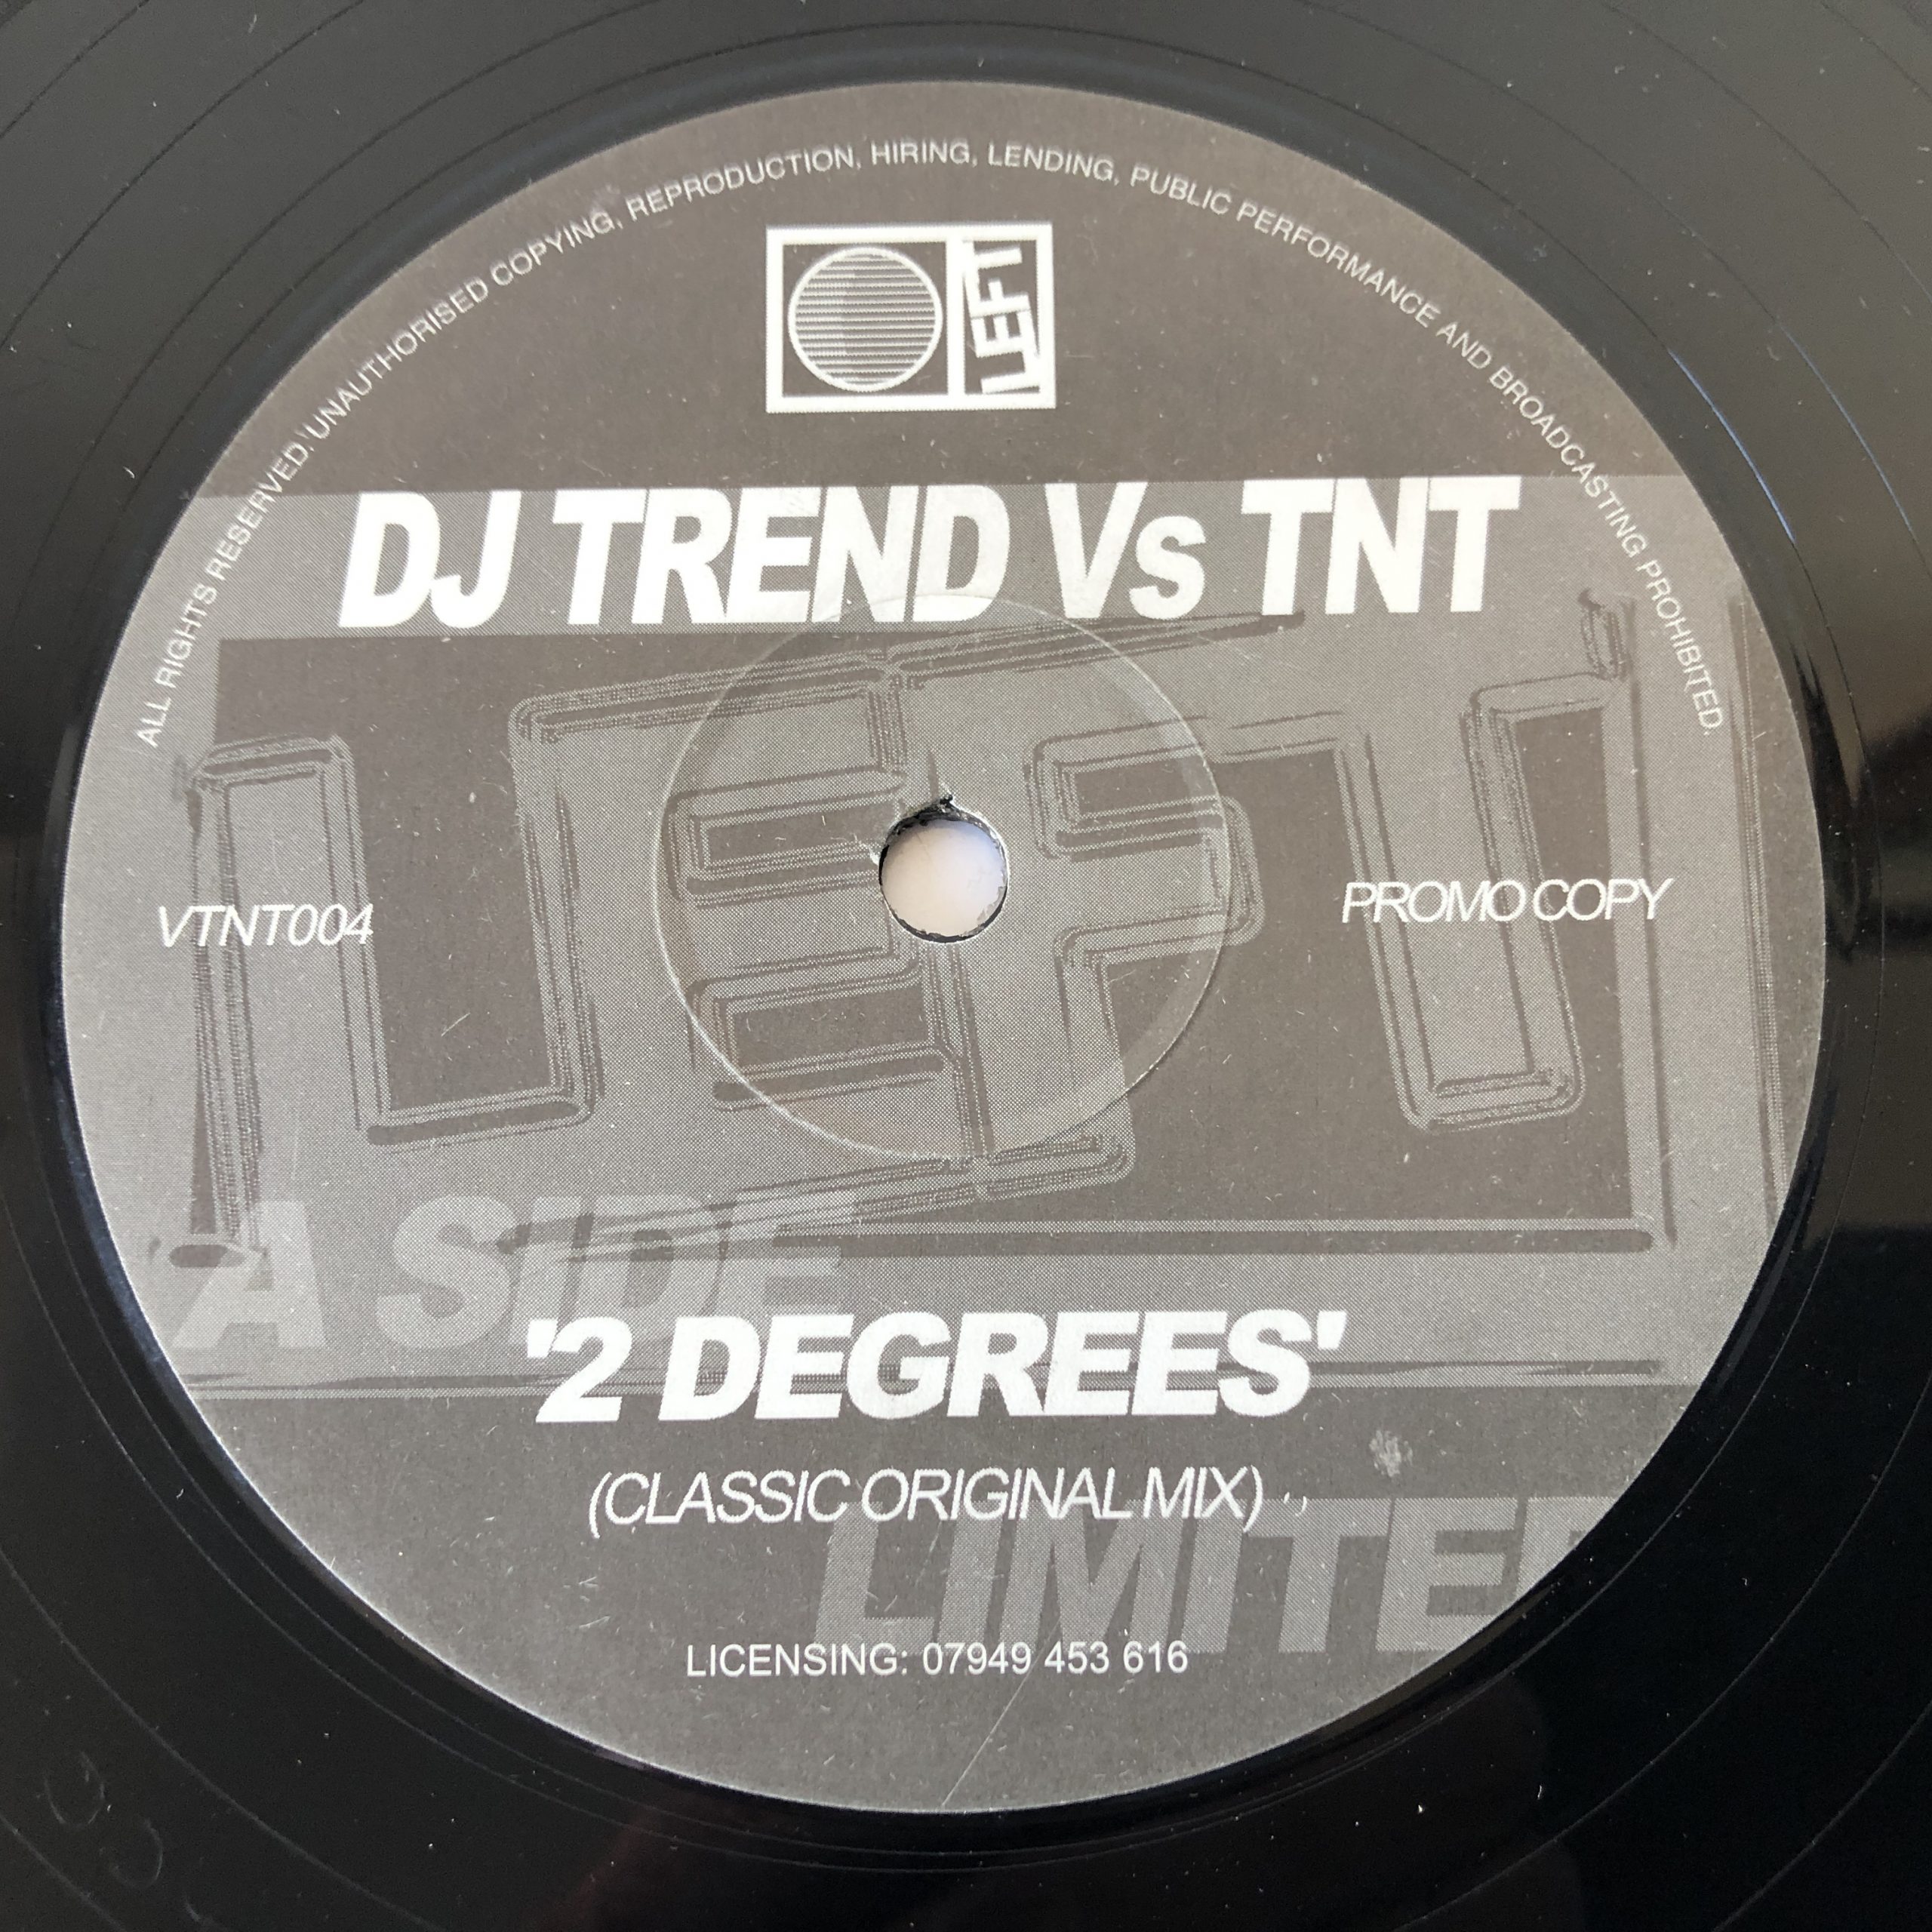 ALL RIGHTS RESERVED. UNAUTHORISED COPYING, REPRODUCTION, HIRING, LENDING, PUBLIC PERFORMANCE AND BROADCASTING PROHIBITED.
LEFT
DJ TREND Vs TNT
LEFT
VTNT004
PROMO COPY
A SIDE
'2 DEGREES'
(CLASSIC ORIGINAL MIX)
LIMITED
LICENSING: 07949 453 616